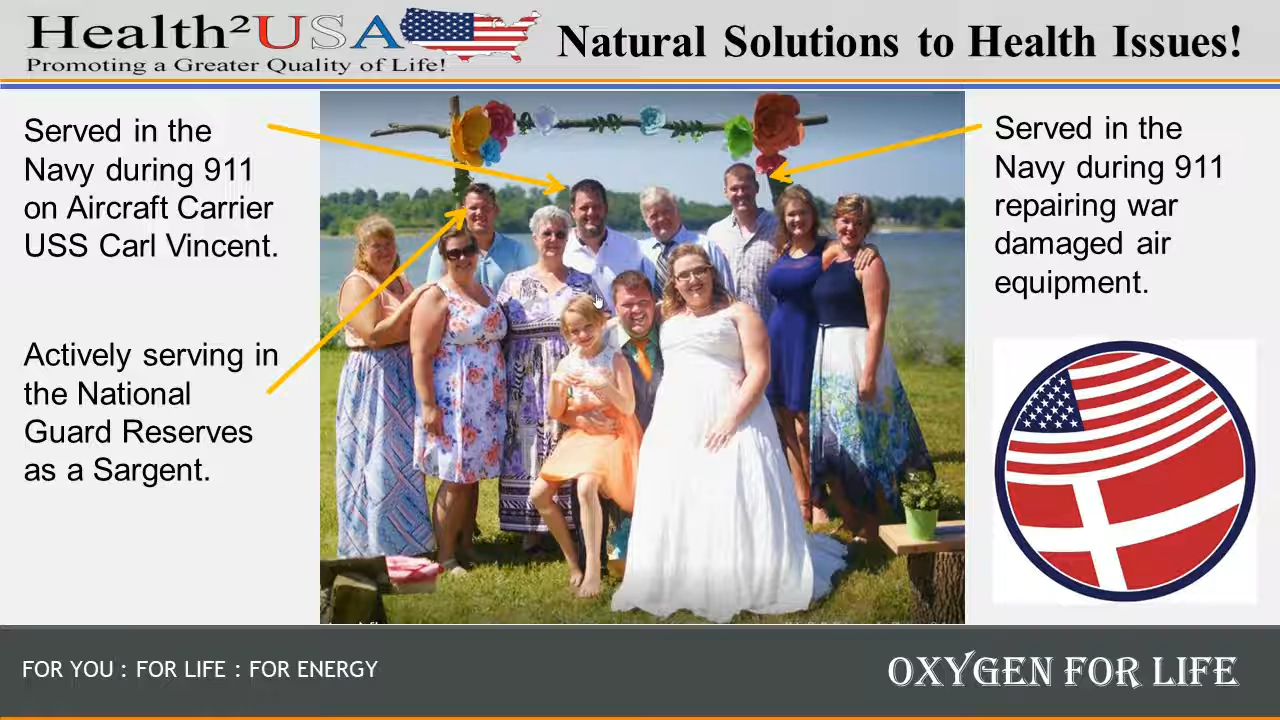 Health²USA
Promoting a Greater Quality of Life!
Natural Solutions to Health Issues!
Served in the
Navy during 911
on Aircraft Carrier
USS Carl Vincent.
Actively serving in
the National
Guard Reserves
as a Sargent.
Served in the
Navy during 911
repairing war
damaged air
equipment.
FOR YOU : FOR LIFE : FOR ENERGY
OXYGEN FOR LIFE